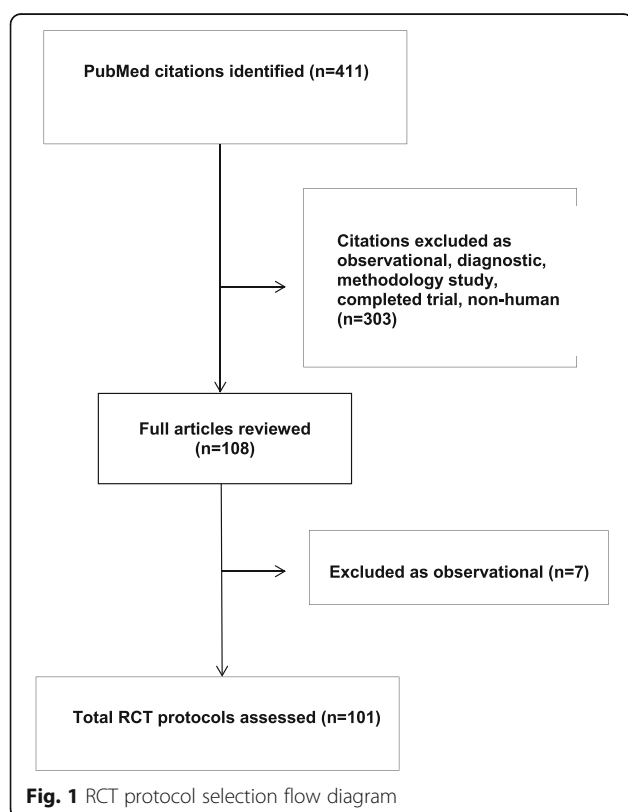 PubMed citations identified (n=411)
Citations excluded as
observational, diagnostic,
methodology study,
completed trial, non-human
(n=303)
Full articles reviewed
(n=108)
Excluded as observational (n=7)
Total RCT protocols assessed (n=101)
Fig. 1 RCT protocol selection flow diagram